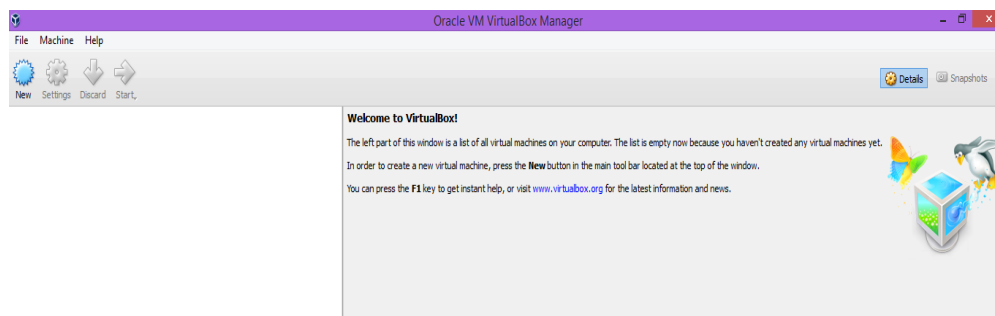 Oracle VM VirtualBox Manager
File Machine Help
New Settings Discard Start,
Details Snapshots
Welcome to VirtualBox!
The left part of this window is a list of all virtual machines on your computer. The list is empty now because you haven't created any virtual machines yet.
In order to create a new virtual machine, press the New button in the main tool bar located at the top of the window.
You can press the F1 key to get instant help, or visit www.virtualbox.org for the latest information and news.